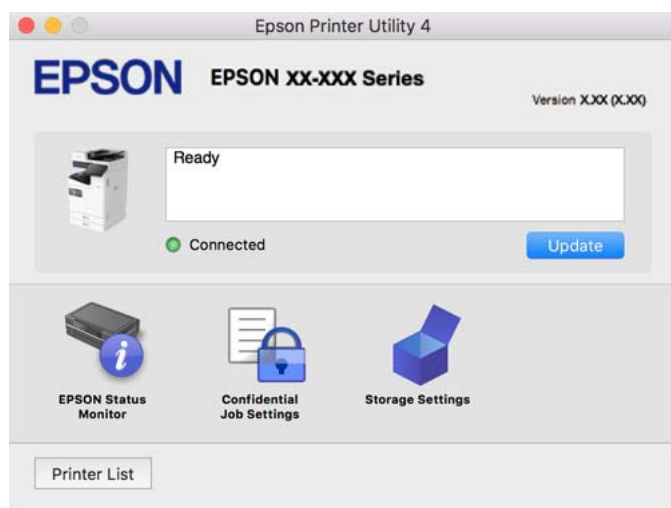 Epson Printer Utility 4
EPSON
EPSON XX-XXX Series
Version X.XX (X.XX)
Ready
Connected
Update
EPSON Status
Monitor
Confidential
Job Settings
Storage Settings
Printer List